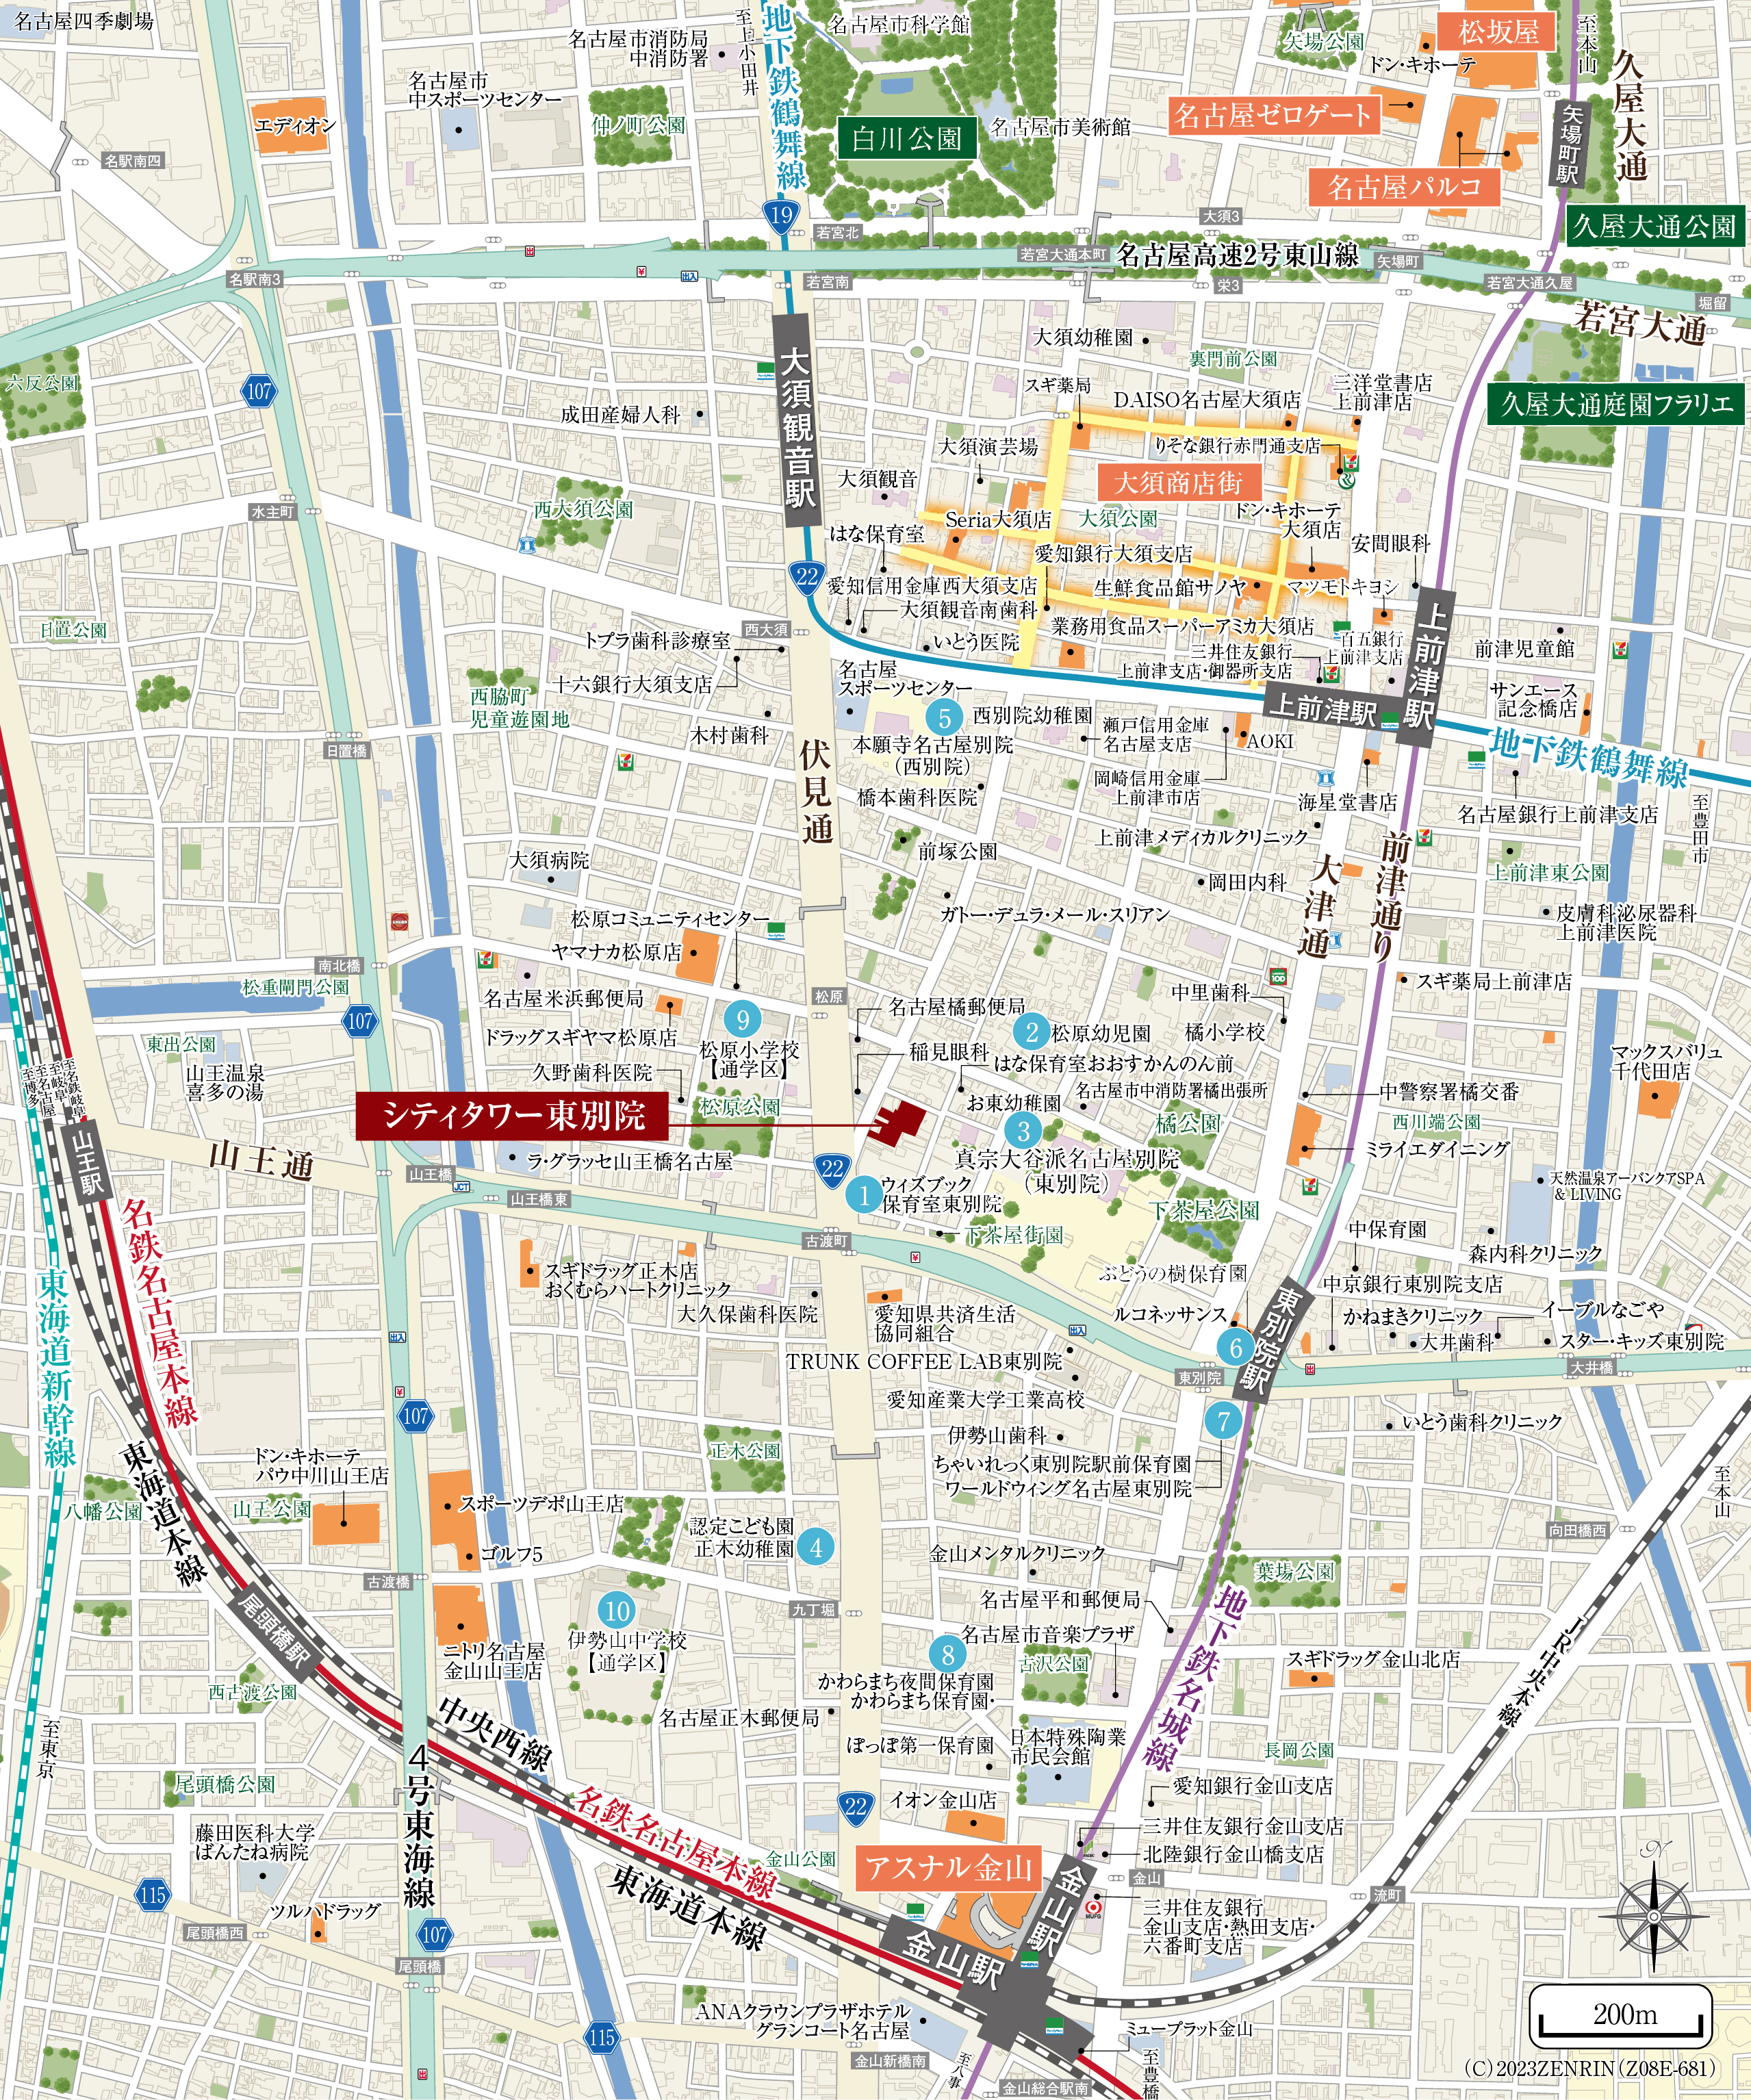 名古屋四季劇場
名古屋市消防局
中消防署
至上小田井
地下鉄鶴舞線
名古屋市科学館
矢場公園
松坂屋
ドン・キホーテ
至本山
久屋大通
エディオン
名古屋市
中スポーツセンター
仲ノ町公園
白川公園
名古屋市美術館
名古屋ゼロゲート
矢場町駅
名駅南四
名古屋パルコ
19
若宮北
大須3
久屋大通公園
名駅南3
出
¥
出入
若宮南
若宮大通本町
名古屋高速2号東山線
矢場町
栄3
若宮大通久屋
堀留
若宮大通
六反公園
107
大須観音駅
大須幼稚園
裏門前公園
スギ薬局
DAISO名古屋大須店
三洋堂書店
上前津店
久屋大通庭園フラリエ
成田産婦人科
大須演芸場
りそな銀行赤門通支店
大須観音
大須商店街
水主町
西大須公園
Seria大須店
大須公園
ドン・キホーテ
大須店
はな保育室
愛知銀行大須支店
安間眼科
22
愛知信用金庫西大須支店
生鮮食品館サノヤ
マツモトキヨシ
大須観音南歯科
日置公園
西大須
業務用食品スーパーアミカ大須店
百五銀行
上前津支店
トプラ歯科診療室
いとう医院
三井住友銀行
上前津支店・御器所支店
上前津駅
前津児童館
十六銀行大須支店
名古屋
スポーツセンター
西脇町
児童遊園地
上前津駅
サンエース
記念橋店
5
西別院幼稚園
瀬戸信用金庫
名古屋支店
AOKI
日置橋
木村歯科
伏見通
本願寺名古屋別院
（西別院）
地下鉄鶴舞線
岡崎信用金庫
上前津市店
橋本歯科医院
海星堂書店
名古屋銀行上前津支店
至豊田市
上前津メディカルクリニック
前塚公園
大須病院
大津通
前津通り
岡田内科
上前津東公園
ガトー・デュラ・メール・スリアン
皮膚科泌尿器科
上前津医院
松原コミュニティセンター
ヤマナカ松原店
南北橋
松重閘門公園
名古屋米浜郵便局
松原
スギ薬局上前津店
中里歯科
107
ドラッグスギヤマ松原店
9
名古屋橘郵便局
2
松原幼児園
橘小学校
東出公園
松原小学校
【通学区】
稲見眼科
はな保育室おおすかんのん前
マックスバリュ
千代田店
山王温泉
喜多の湯
久野歯科医院
名古屋市中消防署橘出張所
中警察署橘交番
至名鉄岐阜
至岐阜
至名古屋
至博多
シティタワー東別院
松原公園
お東幼稚園
橘公園
西川端公園
3
山王駅
山王通
ラ・グラッセ山王橋名古屋
真宗大谷派名古屋別院
（東別院）
ミライエダイニング
山王橋
22
天然温泉アーバンクアSPA
& LIVING
JCT
山王橋東
1
ウィズブック
保育室東別院
下茶屋公園
名鉄名古屋本線
古渡町
下茶屋街園
中保育園
森内科クリニック
¥
東海道新幹線
スギドラッグ正木店
おくむらハートクリニック
ぶどうの樹保育園
中京銀行東別院支店
大久保歯科医院
愛知県共済生活
協同組合
ルコネッサンス
かねまきクリニック
イーブルなごや
出入
出入
東別院駅
大井歯科
スター・キッズ東別院
TRUNK COFFEE LAB東別院
6
出
東別院
大井橋
¥
愛知産業大学工業高校
107
7
いとう歯科クリニック
伊勢山歯科
東海道本線
ドン・キホーテ
パウ中川山王店
正木公園
ちゃいれっく東別院駅前保育園
ワールドウィング名古屋東別院
至本山
八幡公園
山王公園
スポーツデポ山王店
認定こども園
正木幼稚園
4
向田橋西
ゴルフ5
金山メンタルクリニック
古渡橋
葉場公園
尾頭橋駅
10
九丁堀
名古屋平和郵便局
地下鉄名城線
JR中央本線
ニトリ名古屋
金山山王店
伊勢山中学校
【通学区】
8
名古屋市音楽プラザ
古沢公園
スギドラッグ金山北店
西古渡公園
かわらまち夜間保育園
かわらまち保育園・
中央西線
名古屋正木郵便局
至東京
4号東海線
ぽっぽ第一保育園
日本特殊陶業
市民会館
長岡公園
尾頭橋公園
愛知銀行金山支店
名鉄名古屋本線
22
イオン金山店
三井住友銀行金山支店
藤田医科大学
ばんたね病院
金山公園
アスナル金山
北陸銀行金山橋支店
N
115
東海道本線
金山
流町
ツルハドラッグ
金山駅
MUFG
三井住友銀行
金山支店・熱田支店・
六番町支店
尾頭橋西
107
金山駅
尾頭橋
ANAクラウンプラザホテル
グランコート名古屋
200m
115
ミュープラット金山
金山新橋南
至八事
至豊橋
出
金山総合駅南
（C）2023ZENRIN（Z08E-681）